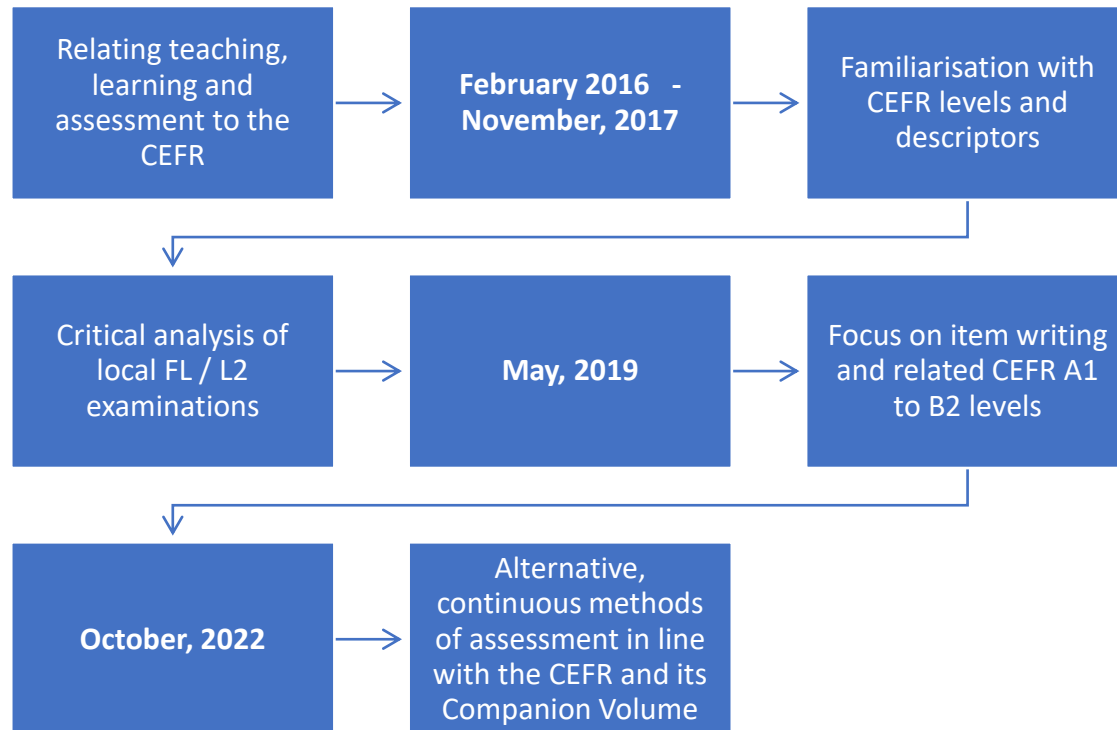 Relating teaching,
learning and
assessment to the
CEFR
February 2016 -
November, 2017
Familiarisation with
CEFR levels and
descriptors
Critical analysis of
local FL / L2
examinations
May, 2019
Focus on item writing
and related CEFR A1
to B2 levels
October, 2022
Alternative,
continuous methods
of assessment in line
with the CEFR and its
Companion Volume